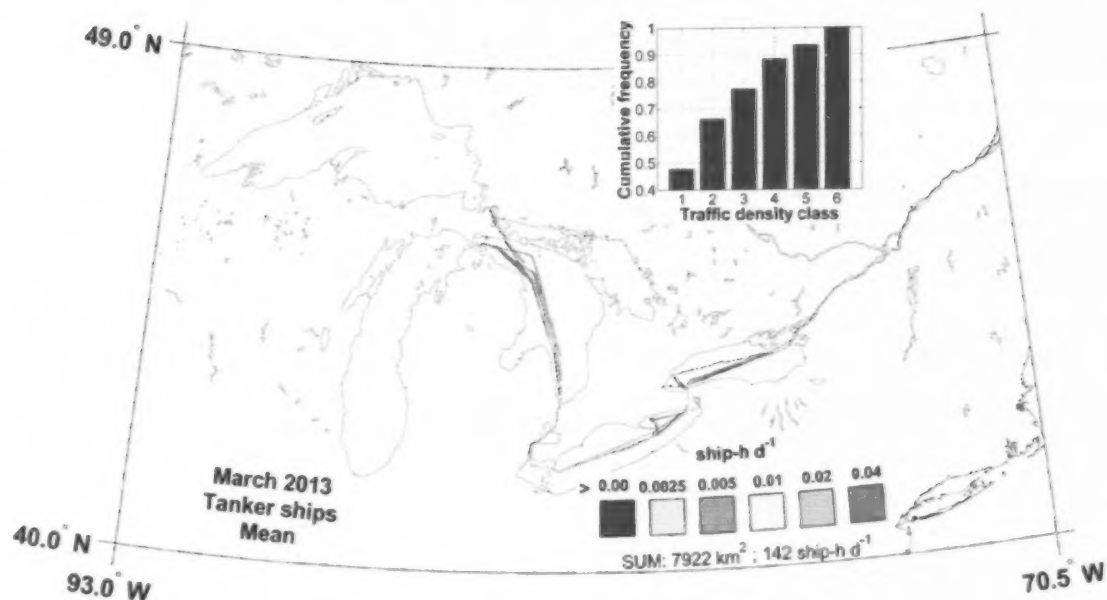 49.0° N
Cumulative frequency
1
0.9
0.8
0.7
0.6
0.5
0.4
1 2 3 4 5 6
Traffic density class
March 2013
Tanker ships
Mean
ship-h d⁻¹
> 0.00 0.0025 0.005 0.01 0.02 0.04
SUM: 7922 km² ; 142 ship-h d⁻¹
40.0° N
93.0° W
70.5° W